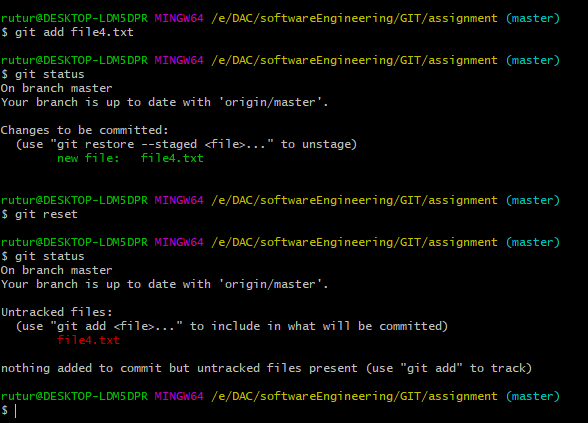 rutur@DESKTOP-LDM5DPR MINGW64 /e/DAC/softwareEngineering/GIT/assignment (master)
$ git add file4.txt
rutur@DESKTOP-LDM5DPR MINGW64 /e/DAC/softwareEngineering/GIT/assignment (master)
$ git status
On branch master
Your branch is up to date with 'origin/master'.
Changes to be committed:
(use "git restore --staged <file>..." to unstage)
new file: file4.txt
rutur@DESKTOP-LDM5DPR MINGW64 /e/DAC/softwareEngineering/GIT/assignment (master)
$ git reset
rutur@DESKTOP-LDM5DPR MINGW64 /e/DAC/softwareEngineering/GIT/assignment (master)
$ git status
On branch master
Your branch is up to date with 'origin/master'.
Untracked files:
(use "git add <file>..." to include in what will be committed)
file4.txt
nothing added to commit but untracked files present (use "git add" to track)
rutur@DESKTOP-LDM5DPR MINGW64 /e/DAC/softwareEngineering/GIT/assignment (master)
$